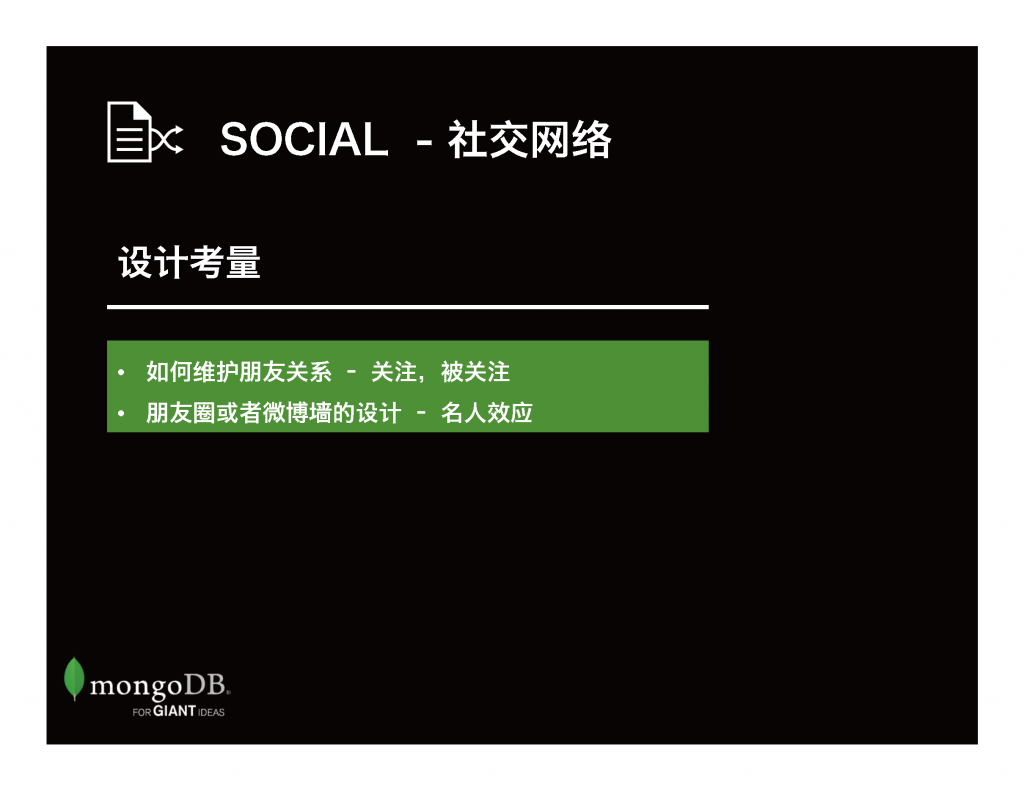 SOCIAL - 社交网络
设计考量
• 如何维护朋友关系 - 关注，被关注
• 朋友圈或者微博墙的设计 - 名人效应
mongoDB®
FOR GIANT IDEAS